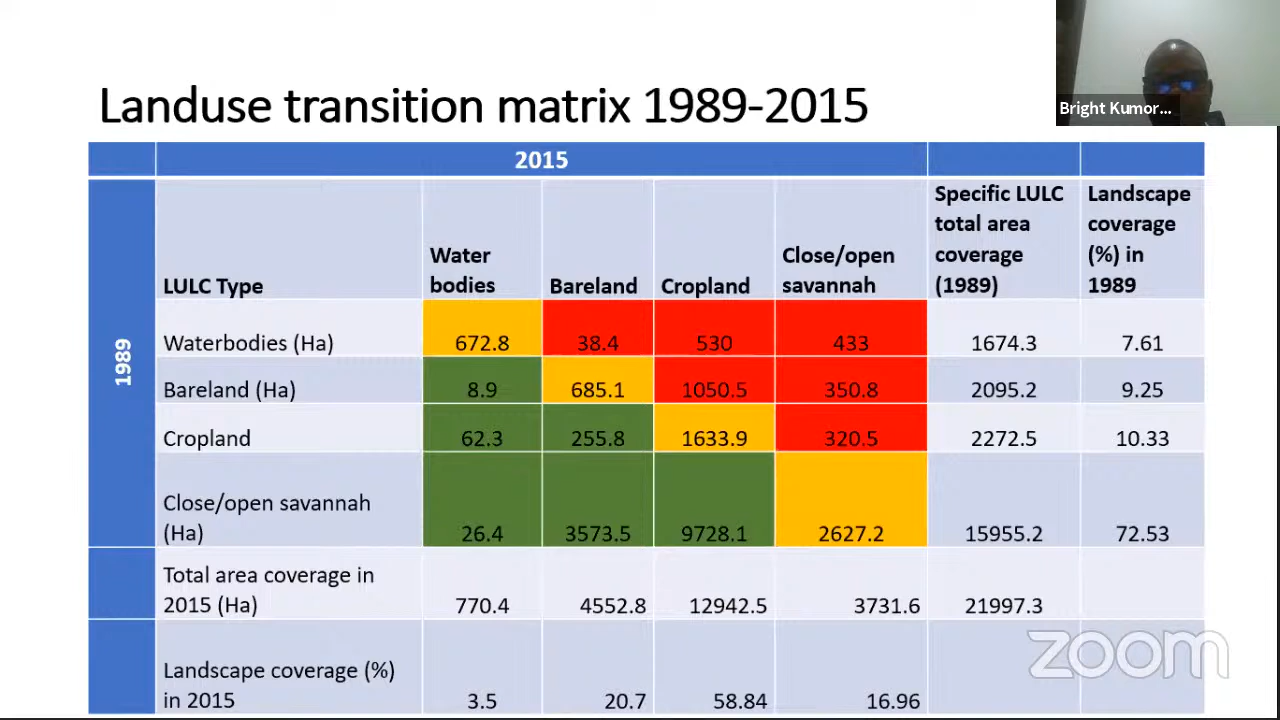 Bright Kumor...
Landuse transition matrix 1989-2015
2015
LULC Type
Water
bodies
Bareland
Cropland
Close/open
savannah
Specific LULC
total area
coverage
(1989)
Landscape
coverage
(%) in
1989
1989
Waterbodies (Ha) 672.8 38.4 530 433 1674.3 7.61
Bareland (Ha) 8.9 685.1 1050.5 350.8 2095.2 9.25
Cropland 62.3 255.8 1633.9 320.5 2272.5 10.33
Close/open savannah
(Ha) 26.4 3573.5 9728.1 2627.2 15955.2 72.53
Total area coverage in
2015 (Ha) 770.4 4552.8 12942.5 3731.6 21997.3
Landscape coverage (%)
in 2015 3.5 20.7 58.84 16.96
zoom